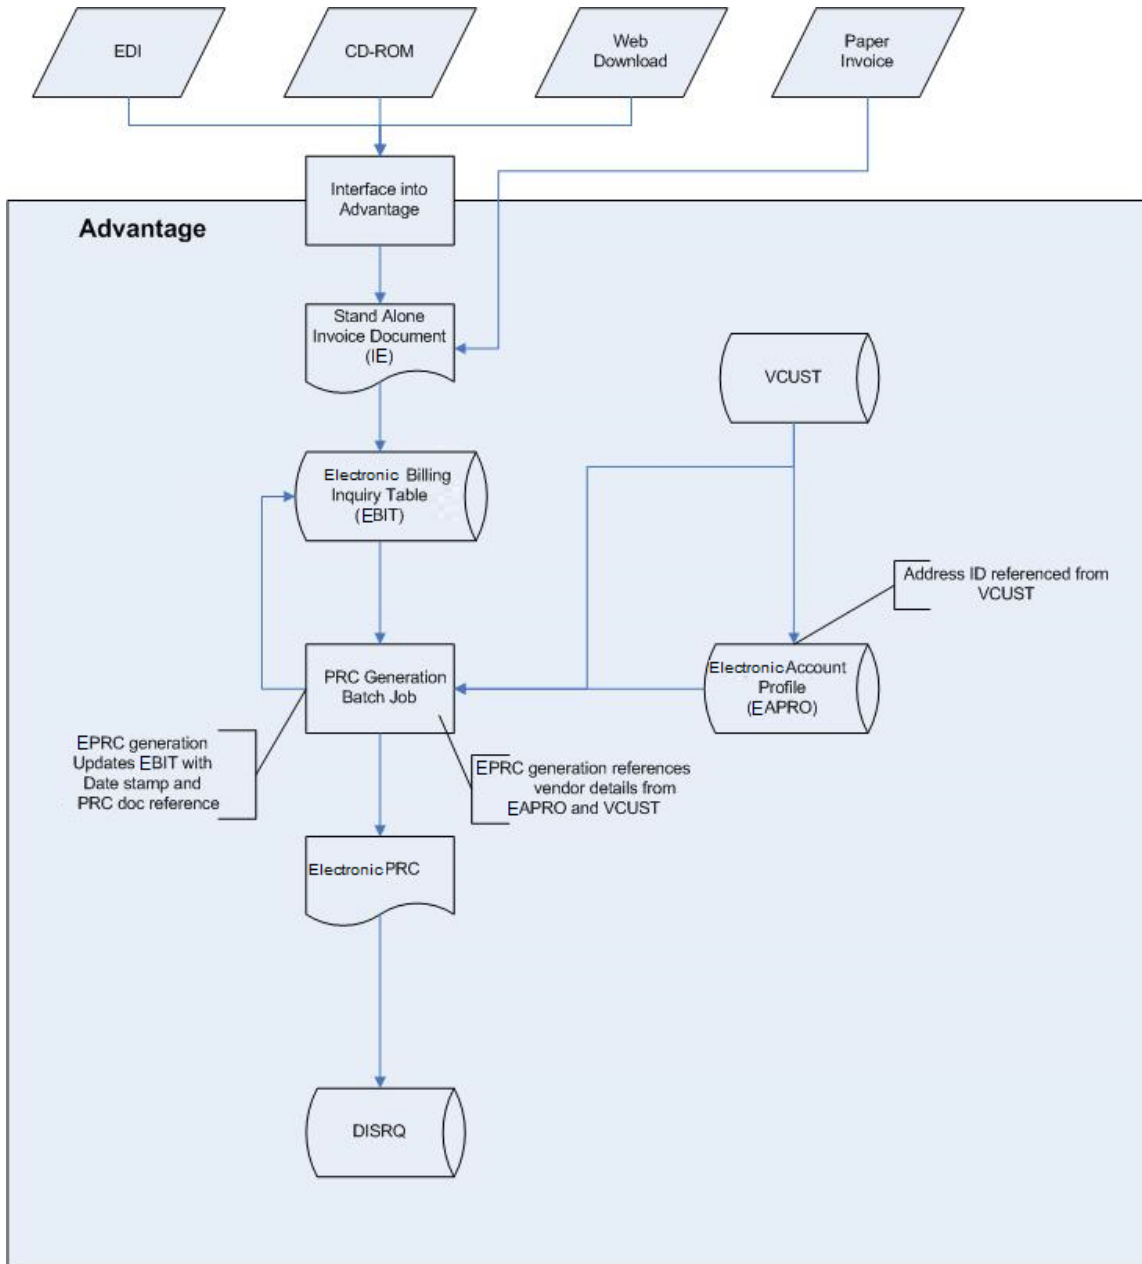 EDI
CD-ROM
Web
Download
Paper
Invoice
Interface into
Advantage
Advantage
Stand Alone
Invoice Document
(IE)
VCUST
Electronic Billing
Inquiry Table
(EBIT)
Address ID referenced from
VCUST
PRC Generation
Batch Job
Electronic Account
Profile
(EAPRO)
EPRC generation
Updates EBIT with
Date stamp and
PRC doc reference
EPRC generation references
vendor details from
EAPRO and VCUST
Electronic PRC
DISRQ